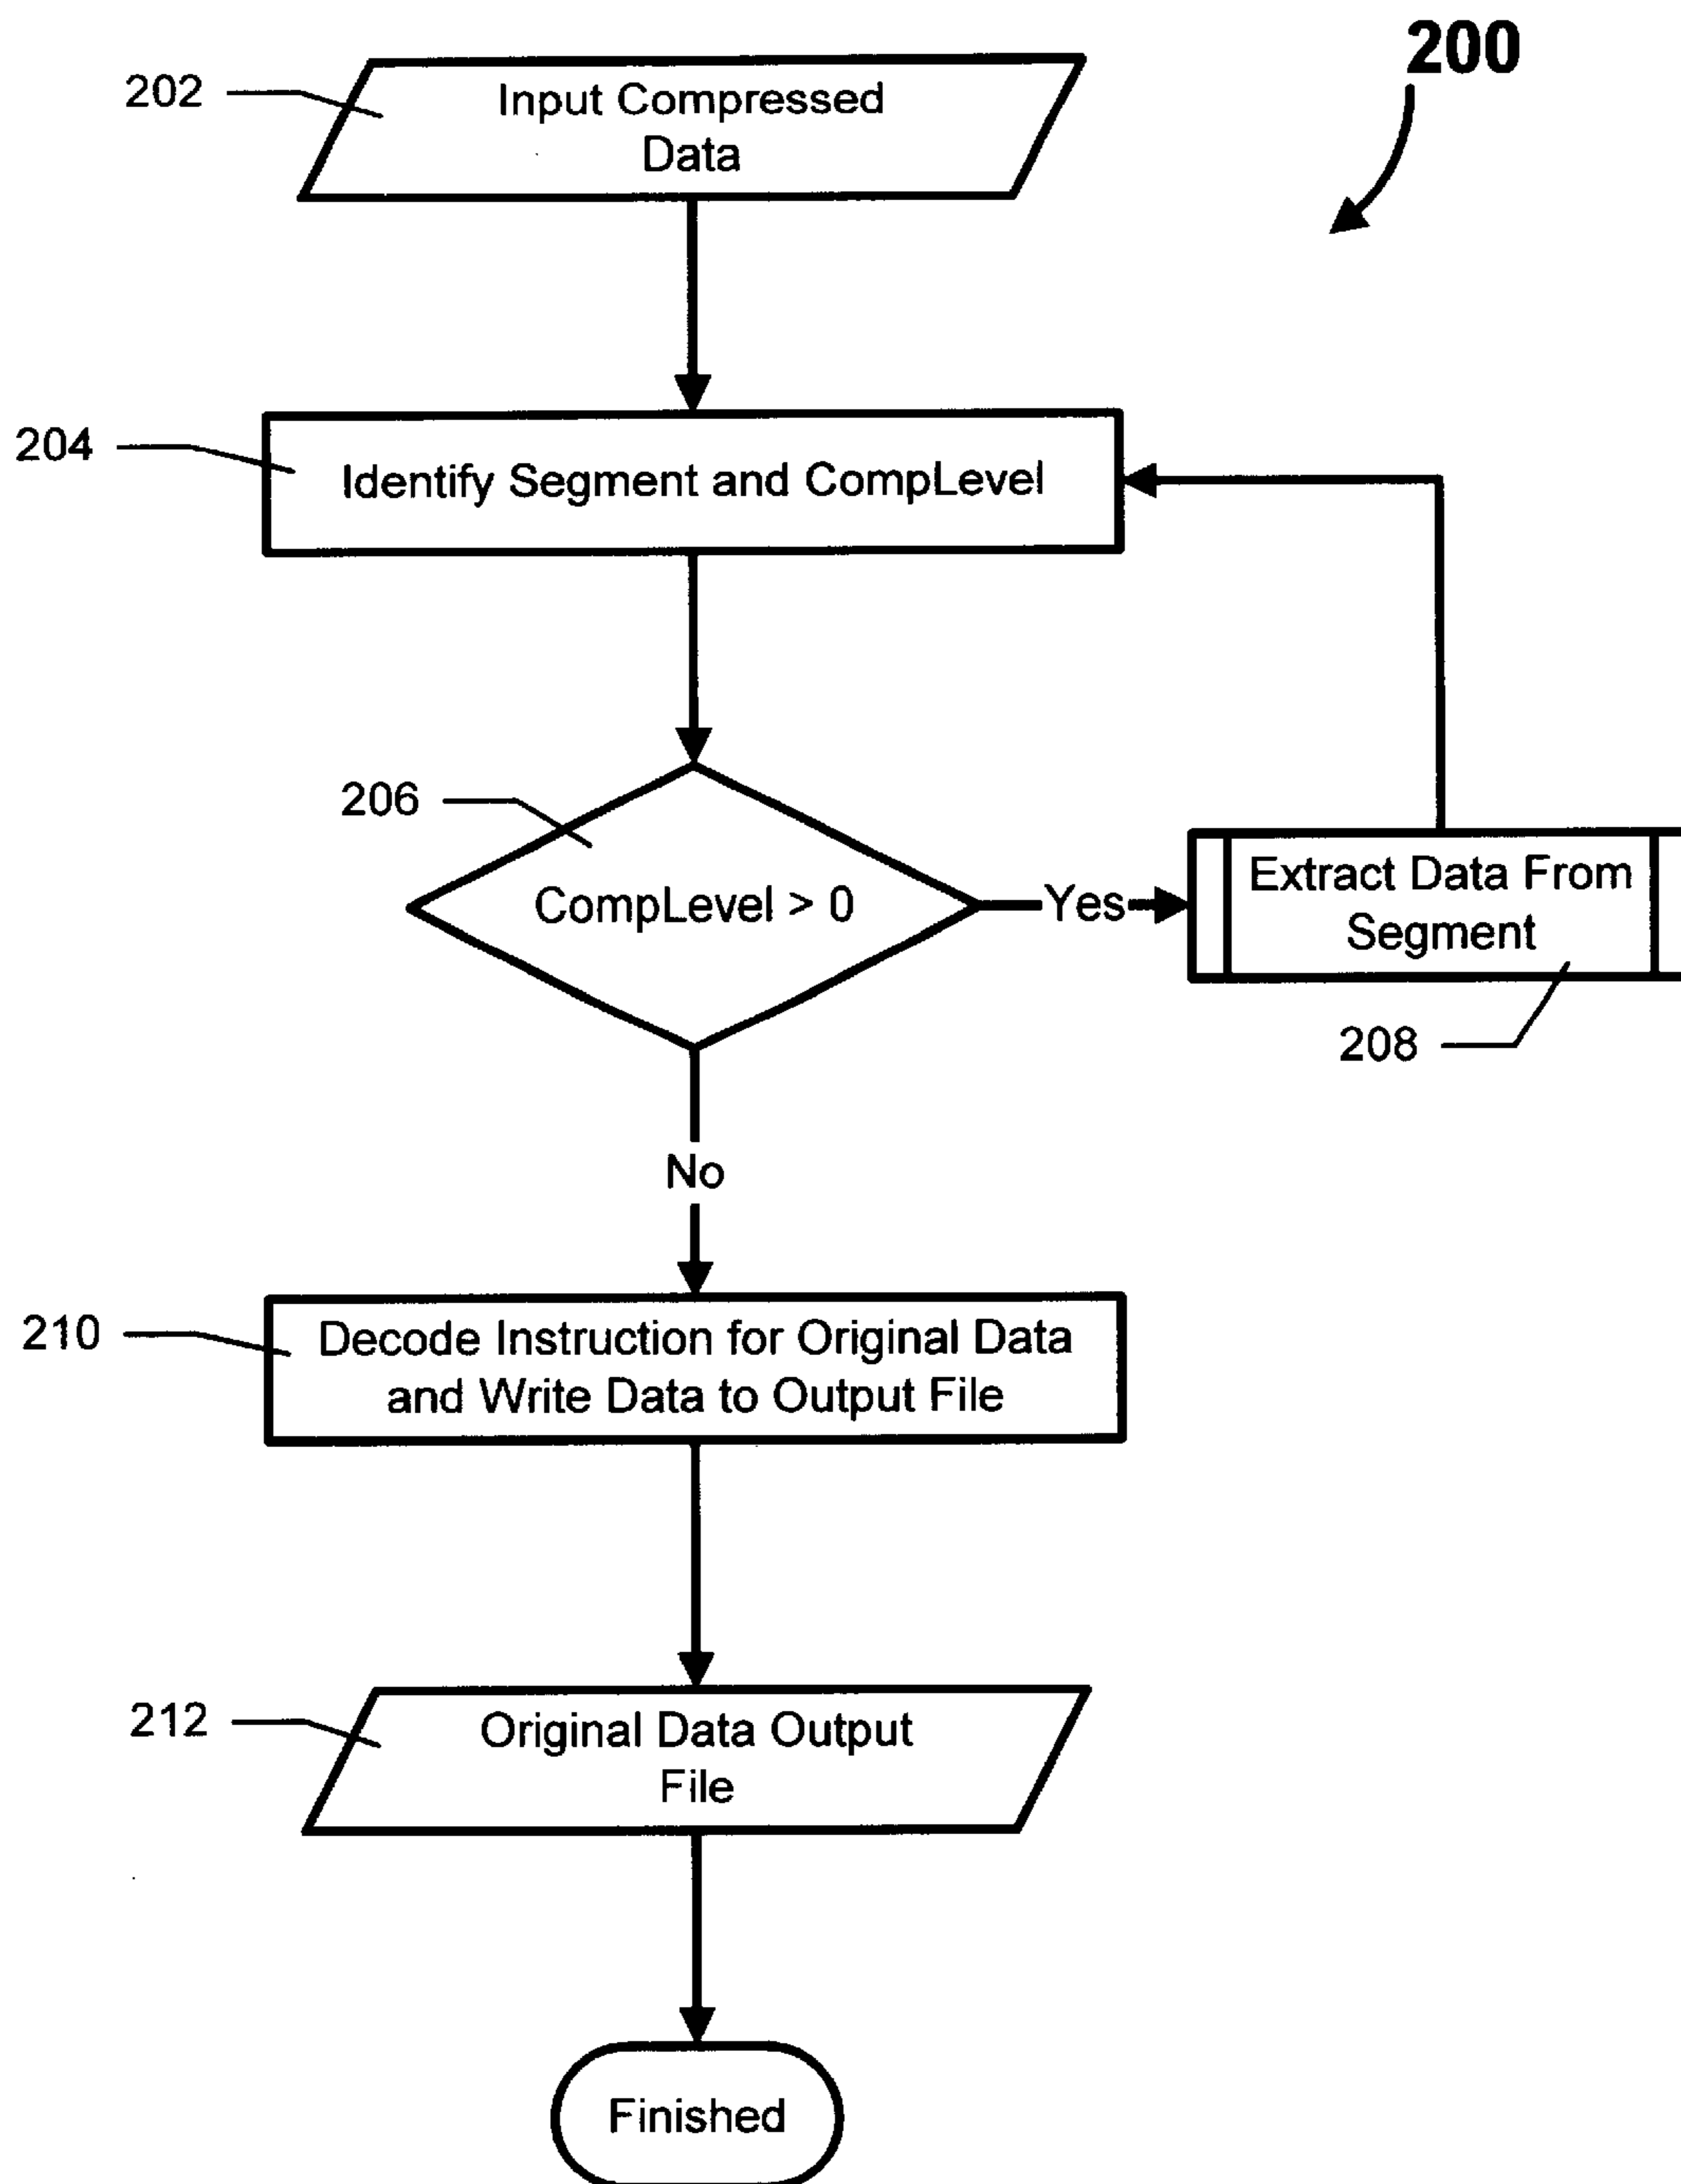 200
202
Input Compressed
Data
204
Identify Segment and CompLevel
206
CompLevel > 0
Yes
Extract Data From
Segment
208
No
210
Decode Instruction for Original Data
and Write Data to Output File
212
Original Data Output
File
Finished